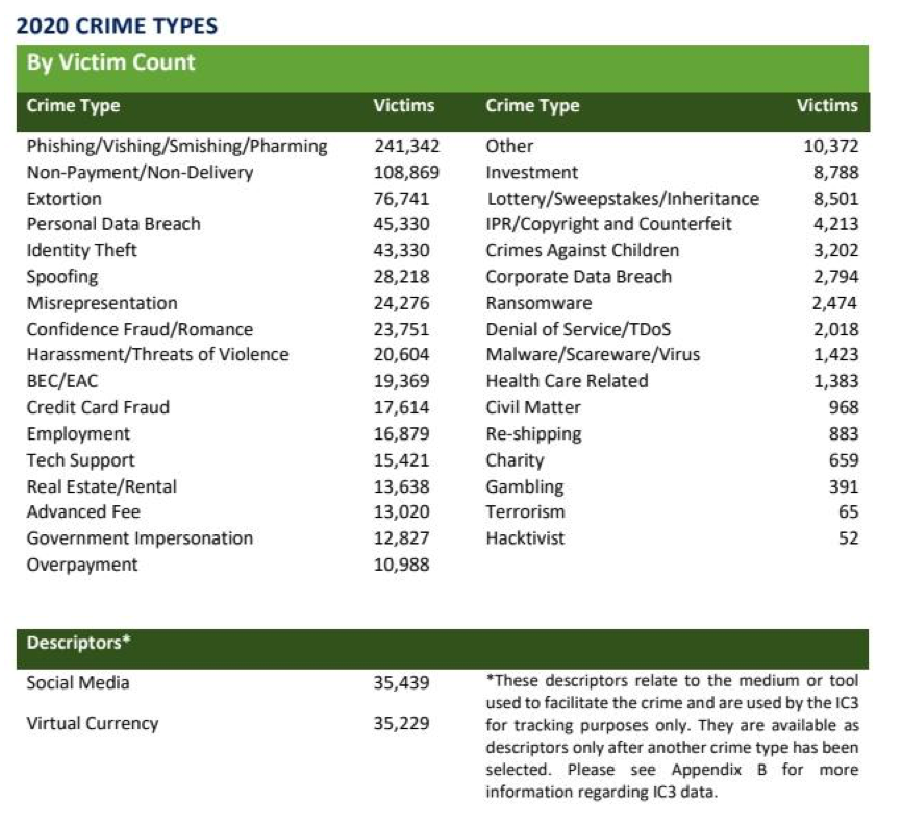 2020 CRIME TYPES
By Victim Count
Crime Type Victims Crime Type Victims
Phishing/Vishing/Smishing/Pharming 241,342 Other 10,372
Non-Payment/Non-Delivery 108,869 Investment 8,788
Extortion 76,741 Lottery/Sweepstakes/Inheritance 8,501
Personal Data Breach 45,330 IPR/Copyright and Counterfeit 4,213
Identity Theft 43,330 Crimes Against Children 3,202
Spoofing 28,218 Corporate Data Breach 2,794
Misrepresentation 24,276 Ransomware 2,474
Confidence Fraud/Romance 23,751 Denial of Service/TDoS 2,018
Harassment/Threats of Violence 20,604 Malware/Scareware/Virus 1,423
BEC/EAC 19,369 Health Care Related 1,383
Credit Card Fraud 17,614 Civil Matter 968
Employment 16,879 Re-shipping 883
Tech Support 15,421 Charity 659
Real Estate/Rental 13,638 Gambling 391
Advanced Fee 13,020 Terrorism 65
Government Impersonation 12,827 Hacktivist 52
Overpayment 10,988
Descriptors*
Social Media 35,439
Virtual Currency 35,229
*These descriptors relate to the medium or tool
used to facilitate the crime and are used by the IC3
for tracking purposes only. They are available as
descriptors only after another crime type has been
selected. Please see Appendix B for more
information regarding IC3 data.